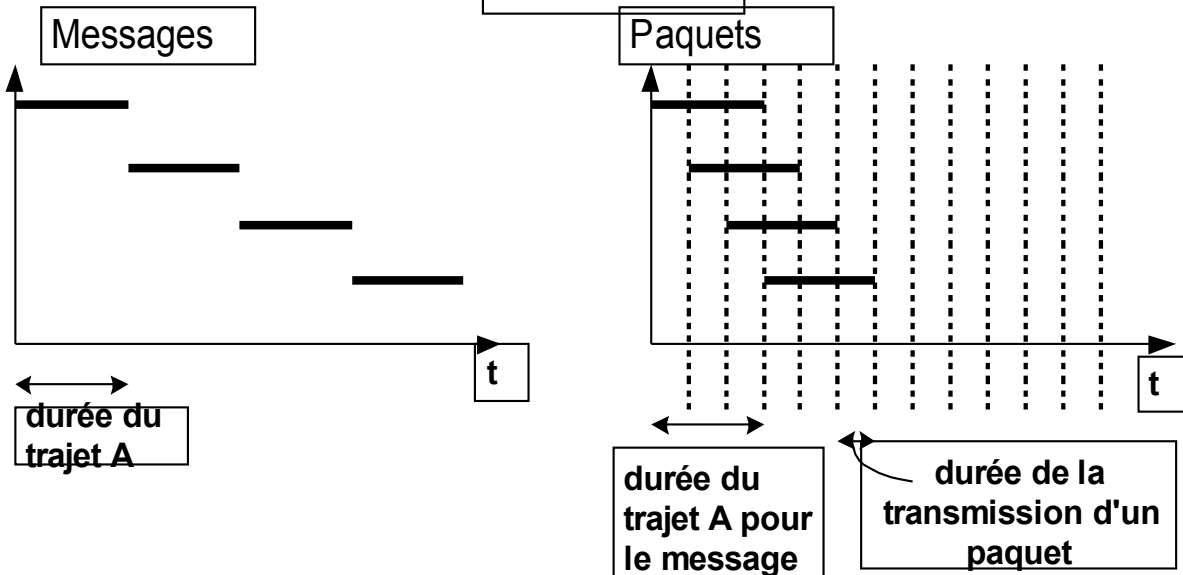 Messages
Paquets
t
t
durée du
trajet A
durée du
trajet A pour
le message
durée de la
transmission d'un
paquet